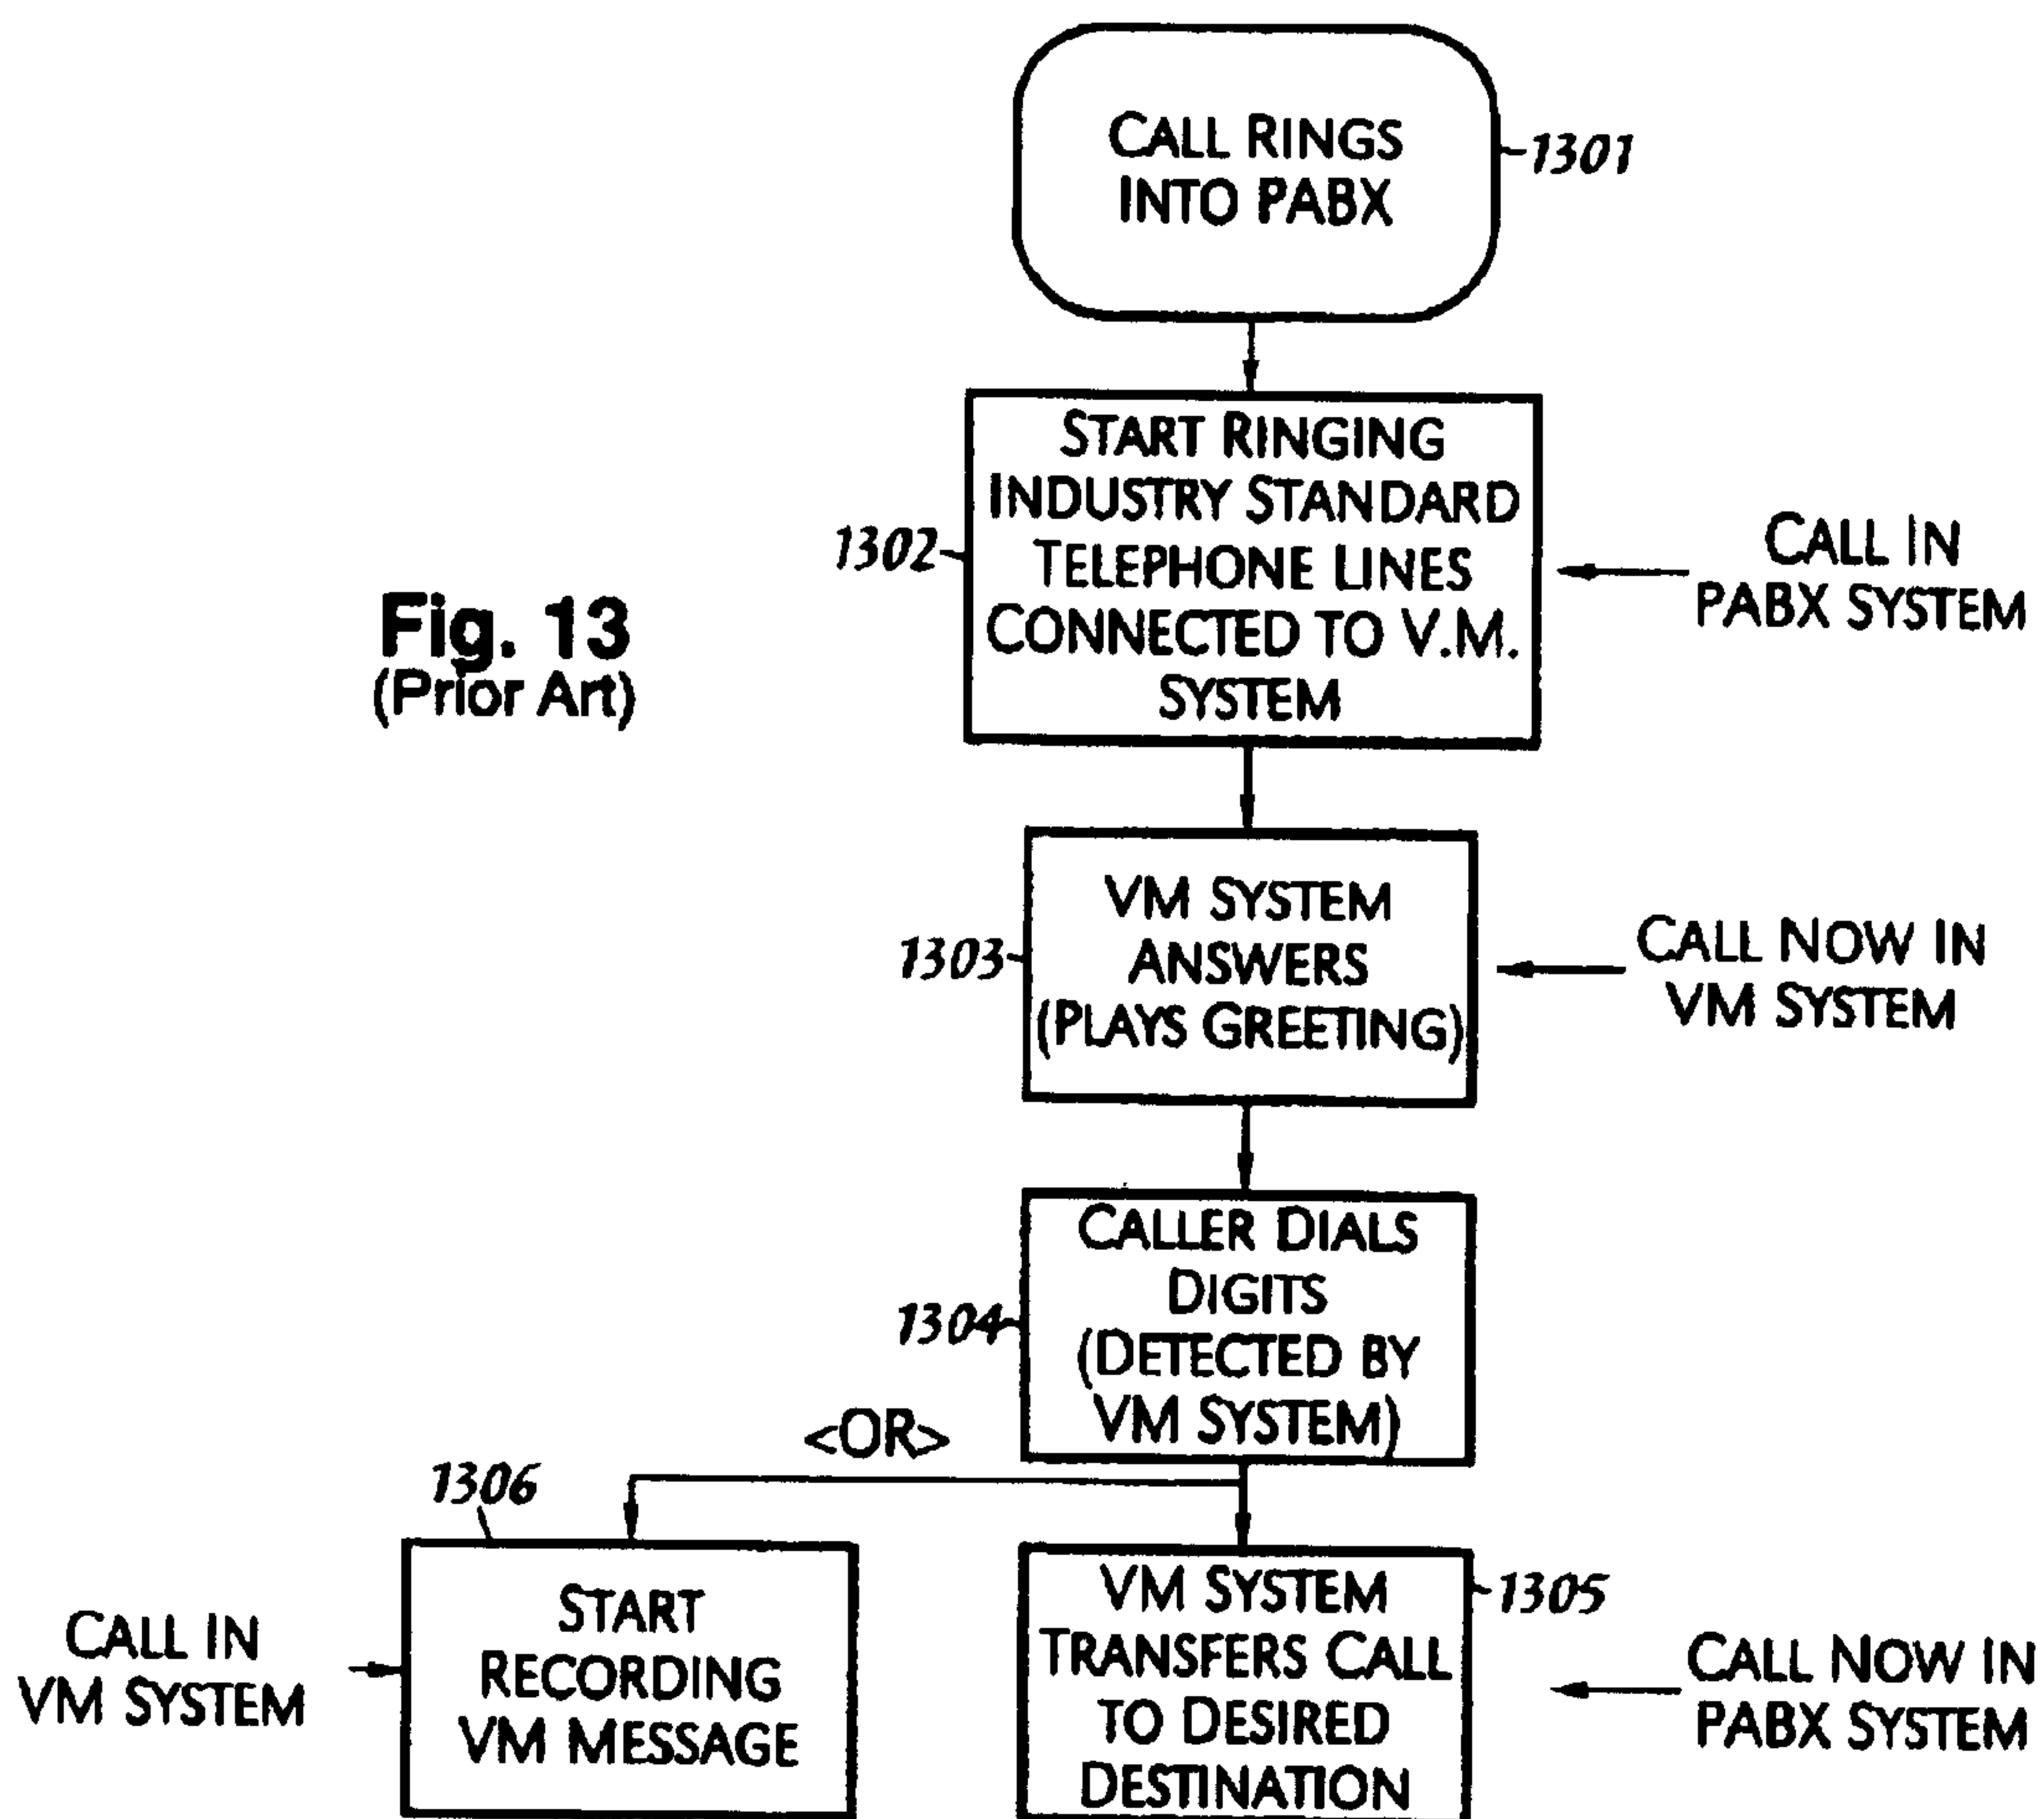 CALL RINGS
INTO PABX
1301
START RINGING
INDUSTRY STANDARD
TELEPHONE LINES
CONNECTED TO V.M.
SYSTEM
1302
CALL IN
PABX SYSTEM
Fig. 13
(Prior Art)
VM SYSTEM
ANSWERS
(PLAYS GREETING)
1303
CALL NOW IN
VM SYSTEM
CALLER DIALS
DIGITS
(DETECTED BY
VM SYSTEM)
1304
<OR>
1306
START
RECORDING
VM MESSAGE
CALL IN
VM SYSTEM
VM SYSTEM
TRANSFERS CALL
TO DESIRED
DESTINATION
1305
CALL NOW IN
PABX SYSTEM